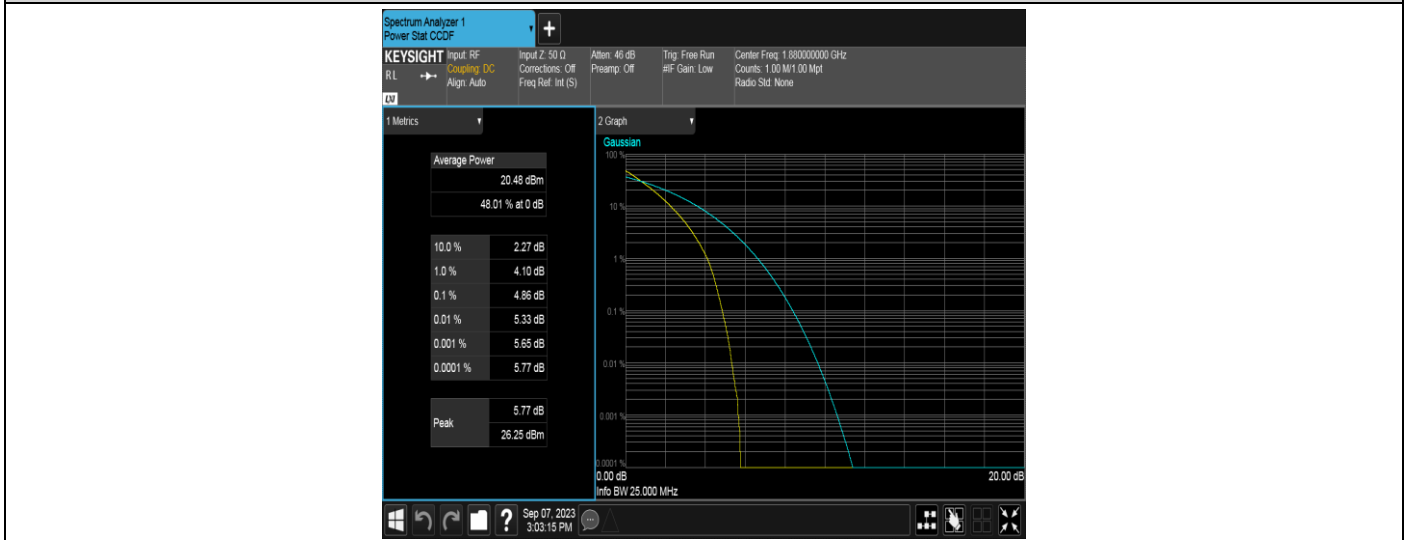 Spectrum Analyzer 1
Power Stat CCDF
+
KEYSIGHT
RL
LXI
Input: RF
Coupling: DC
Align: Auto
Input Z: 50 Ω
Corrections: Off
Freq Ref: Int (S)
Atten: 46 dB
Preamp: Off
Trig: Free Run
#IF Gain: Low
Center Freq: 1.880000000 GHz
Counts: 1.00 M/1.00 Mpt
Radio Std: None
1 Metrics
Average Power
20.48 dBm
48.01 % at 0 dB
10.0 % 2.27 dB
1.0 % 4.10 dB
0.1 % 4.86 dB
0.01 % 5.33 dB
0.001 % 5.65 dB
0.0001 % 5.77 dB
Peak
5.77 dB
26.25 dBm
2 Graph
Gaussian
100 %
10 %
1 %
0.1 %
0.01 %
0.001 %
0.0001 %
0.00 dB 20.00 dB
Info BW 25.000 MHz
?
Sep 07, 2023
3:03:15 PM